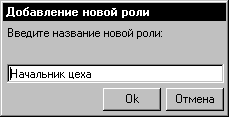 Добавление новой роли
Введите название новой роли:
Начальник цеха
Ok Отмена